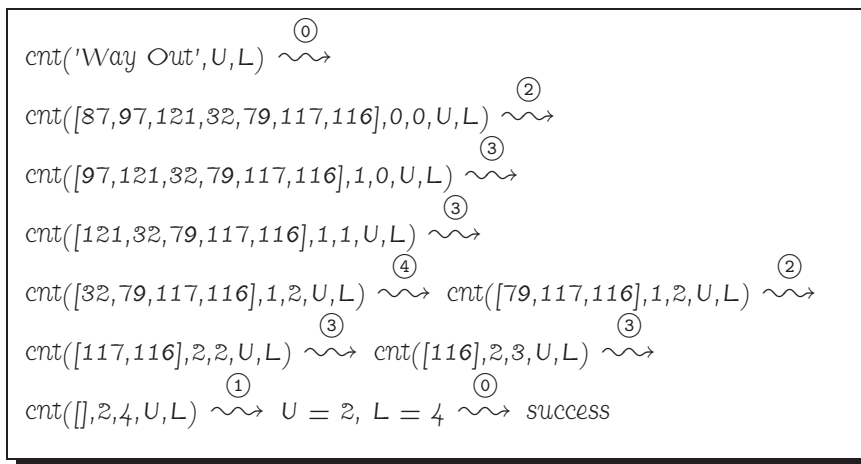 ⓪
cnt('Way Out',U,L) ⤳
②
cnt([87,97,121,32,79,117,116],0,0,U,L) ⤳
③
cnt([97,121,32,79,117,116],1,0,U,L) ⤳
③
cnt([121,32,79,117,116],1,1,U,L) ⤳
④ ②
cnt([32,79,117,116],1,2,U,L) ⤳ cnt([79,117,116],1,2,U,L) ⤳
③ ③
cnt([117,116],2,2,U,L) ⤳ cnt([116],2,3,U,L) ⤳
① ⓪
cnt([],2,4,U,L) ⤳ U = 2, L = 4 ⤳ success